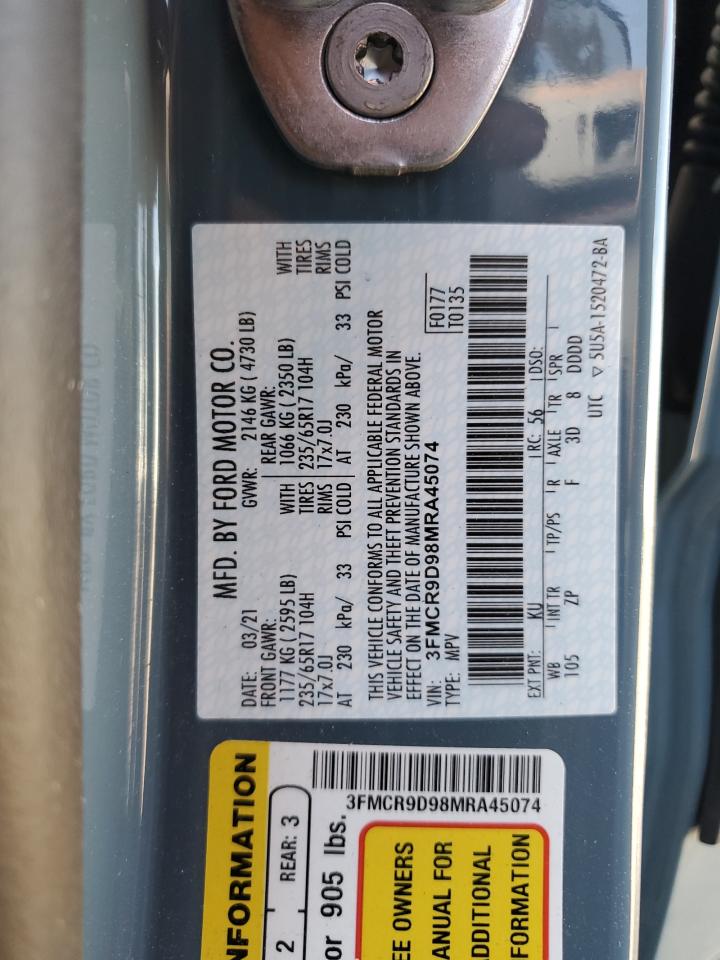 MFD. BY FORD MOTOR CO.
DATE: 03/21 GVWR: 2146 KG ( 4730 LB)
FRONT GAWR: WITH REAR GAWR: WITH
1177 KG ( 2595 LB) TIRES 1066 KG ( 2350 LB) TIRES
235/65R17 104H RIMS 235/65R17 104H RIMS
17x7.0J 17x7.0J
AT 230 kPa/ 33 PSI COLD AT 230 kPa/ 33 PSI COLD
THIS VEHICLE CONFORMS TO ALL APPLICABLE FEDERAL MOTOR
VEHICLE SAFETY AND THEFT PREVENTION STANDARDS IN
EFFECT ON THE DATE OF MANUFACTURE SHOWN ABOVE.
VIN: 3FMCR9D98MRA45074 F0177
TYPE: MPV T0135
EXT PNT: KU RC: 56 DSO:
WB INT TR TP/PS R AXLE TR SPR
105 ZP F 3D 8 DDDD
UTC ▽ 5U5A-1520472-BA
NFORMATION
2 REAR: 3
or 905 lbs.
3FMCR9D98MRA45074
EE OWNERS
ANUAL FOR
ADDITIONAL
FORMATION